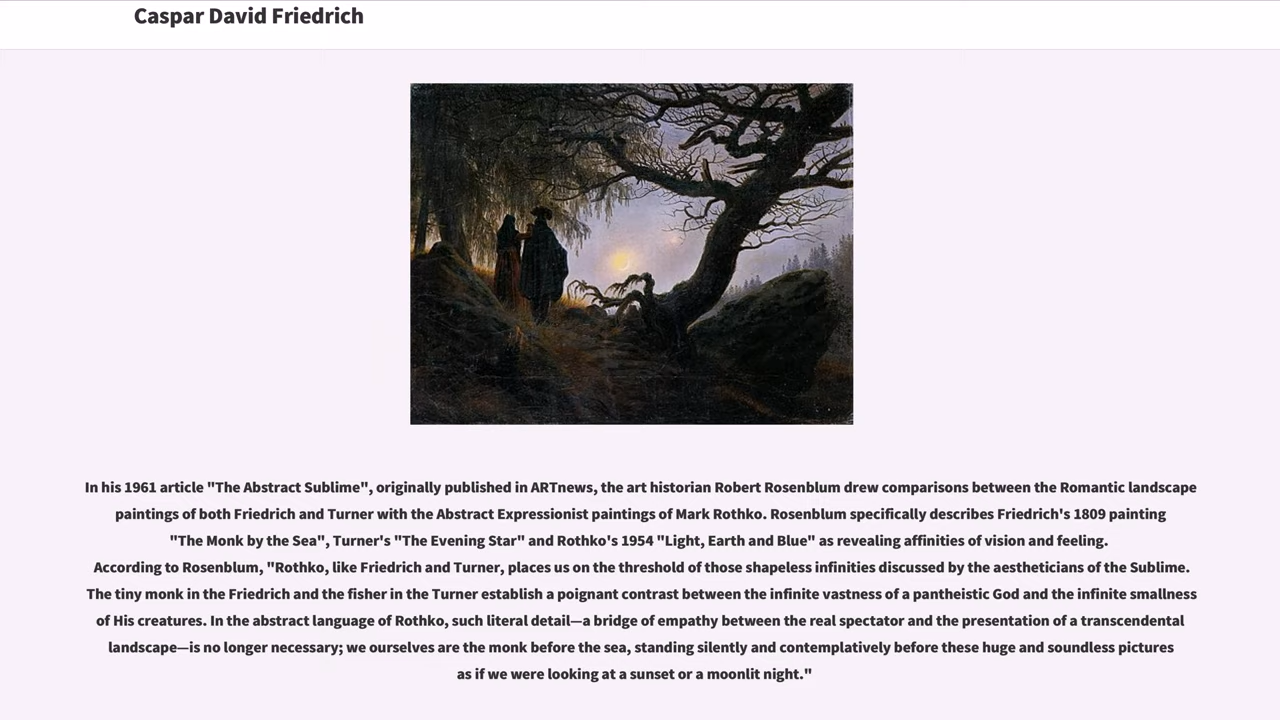 Caspar David Friedrich
In his 1961 article "The Abstract Sublime", originally published in ARTnews, the art historian Robert Rosenblum drew comparisons between the Romantic landscape
paintings of both Friedrich and Turner with the Abstract Expressionist paintings of Mark Rothko. Rosenblum specifically describes Friedrich's 1809 painting
"The Monk by the Sea", Turner's "The Evening Star" and Rothko's 1954 "Light, Earth and Blue" as revealing affinities of vision and feeling.
According to Rosenblum, "Rothko, like Friedrich and Turner, places us on the threshold of those shapeless infinities discussed by the aestheticians of the Sublime.
The tiny monk in the Friedrich and the fisher in the Turner establish a poignant contrast between the infinite vastness of a pantheistic God and the infinite smallness
of His creatures. In the abstract language of Rothko, such literal detail—a bridge of empathy between the real spectator and the presentation of a transcendental
landscape—is no longer necessary; we ourselves are the monk before the sea, standing silently and contemplatively before these huge and soundless pictures
as if we were looking at a sunset or a moonlit night."